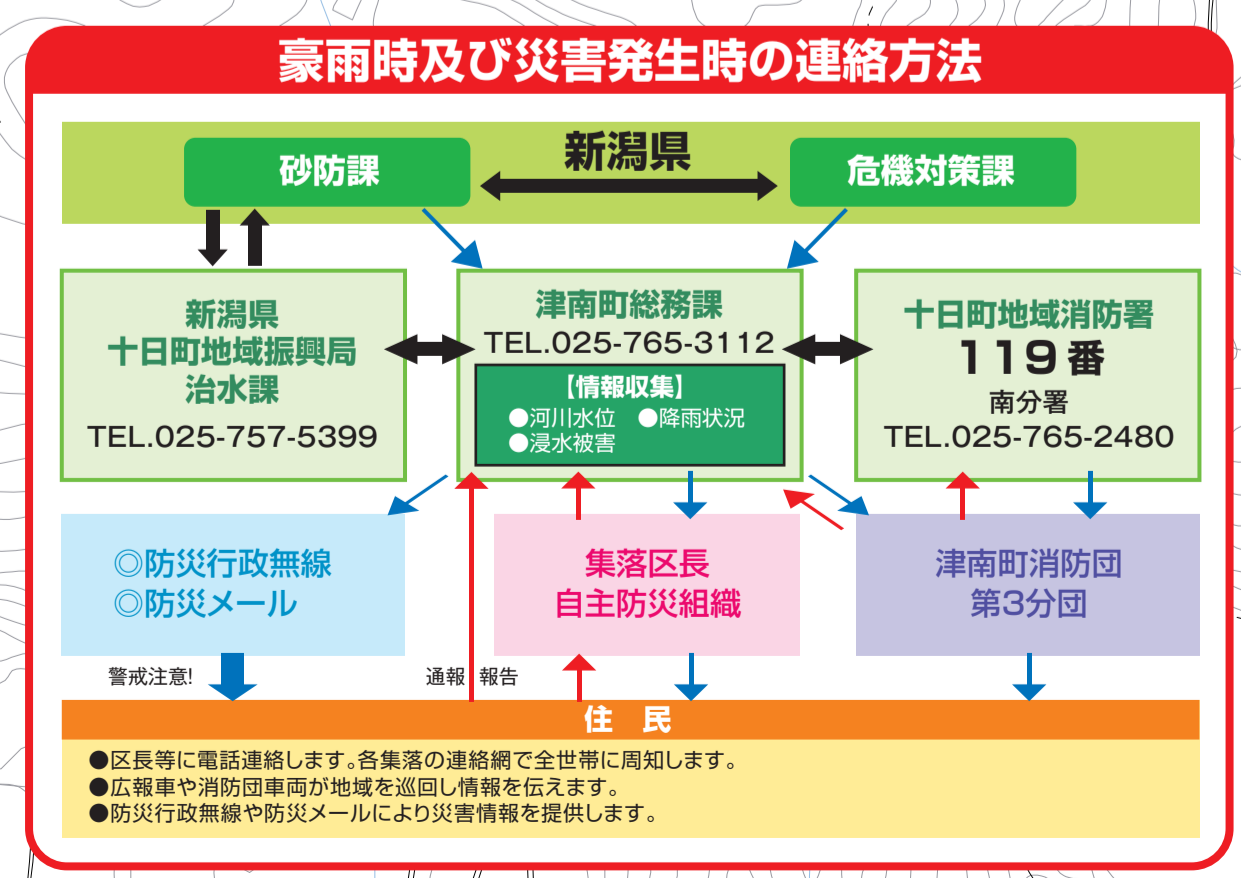 豪雨時及び災害発生時の連絡方法
新潟県
砂防課
危機対策課
新潟県
十日町地域振興局
治水課
TEL.025-757-5399
津南町総務課
TEL.025-765-3112
【情報収集】
●河川水位 ●降雨状況
●浸水被害
十日町地域消防署
119番
南分署
TEL.025-765-2480
◎防災行政無線
◎防災メール
集落区長
自主防災組織
津南町消防団
第3分団
警戒注意!
通報 報告
住 民
●区長等に電話連絡します。各集落の連絡網で全世帯に周知します。
●広報車や消防団車両が地域を巡回し情報を伝えます。
●防災行政無線や防災メールにより災害情報を提供します。